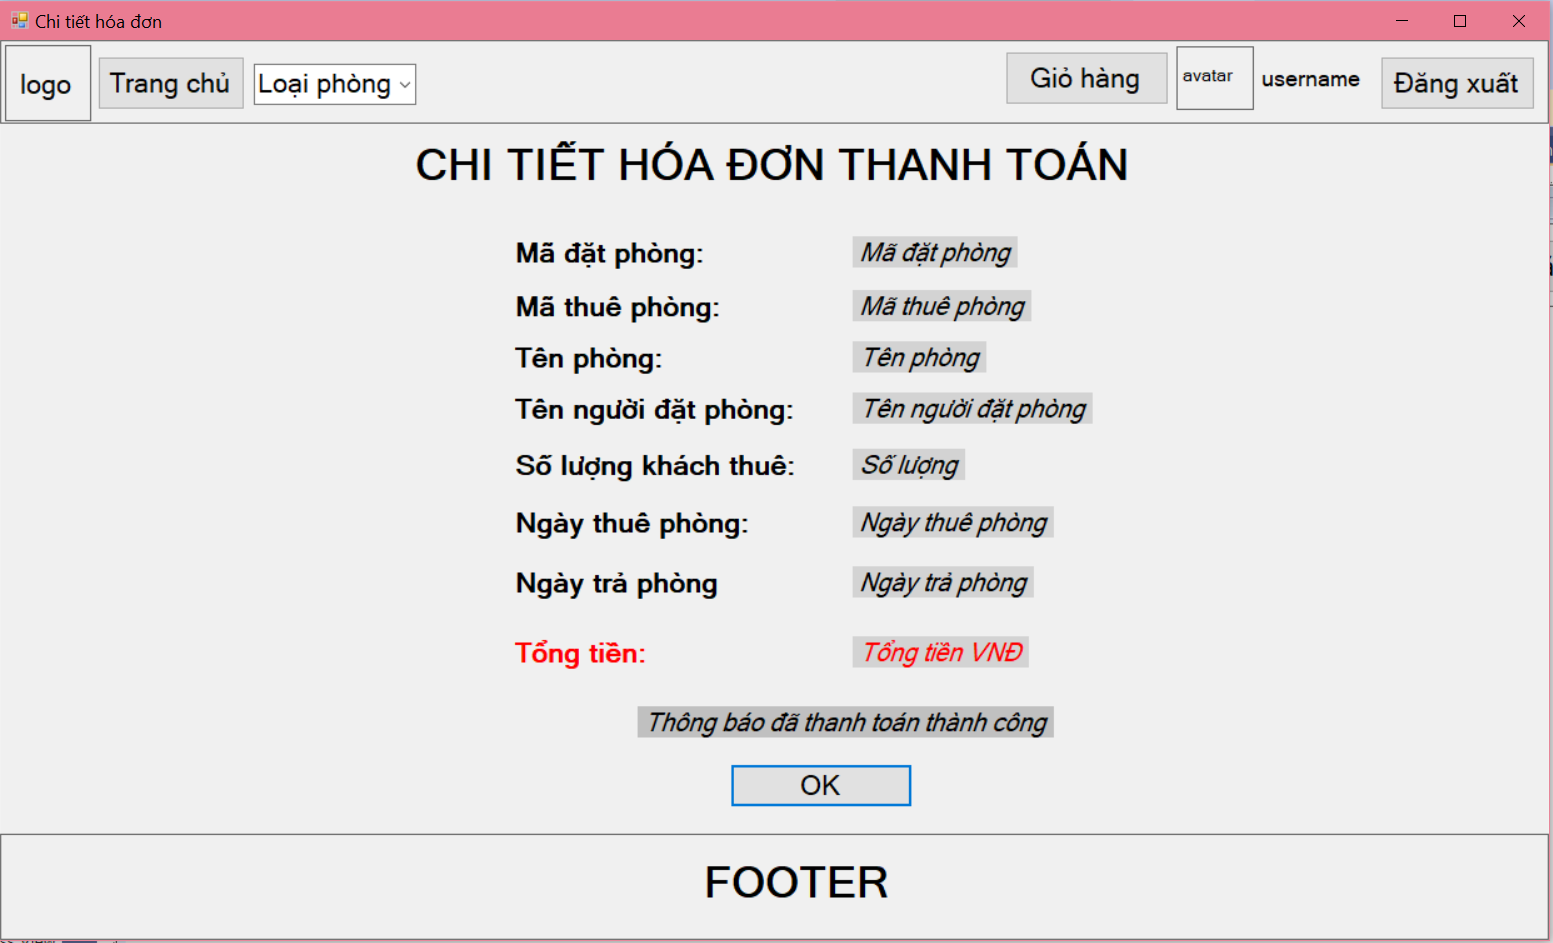 Chi tiết hóa đơn
logo Trang chủ Loại phòng Giỏ hàng avatar username Đăng xuất
CHI TIẾT HÓA ĐƠN THANH TOÁN
Mã đặt phòng: Mã đặt phòng
Mã thuê phòng: Mã thuê phòng
Tên phòng: Tên phòng
Tên người đặt phòng: Tên người đặt phòng
Số lượng khách thuê: Số lượng
Ngày thuê phòng: Ngày thuê phòng
Ngày trả phòng Ngày trả phòng
Tổng tiền: Tổng tiền VNĐ
Thông báo đã thanh toán thành công
OK
FOOTER